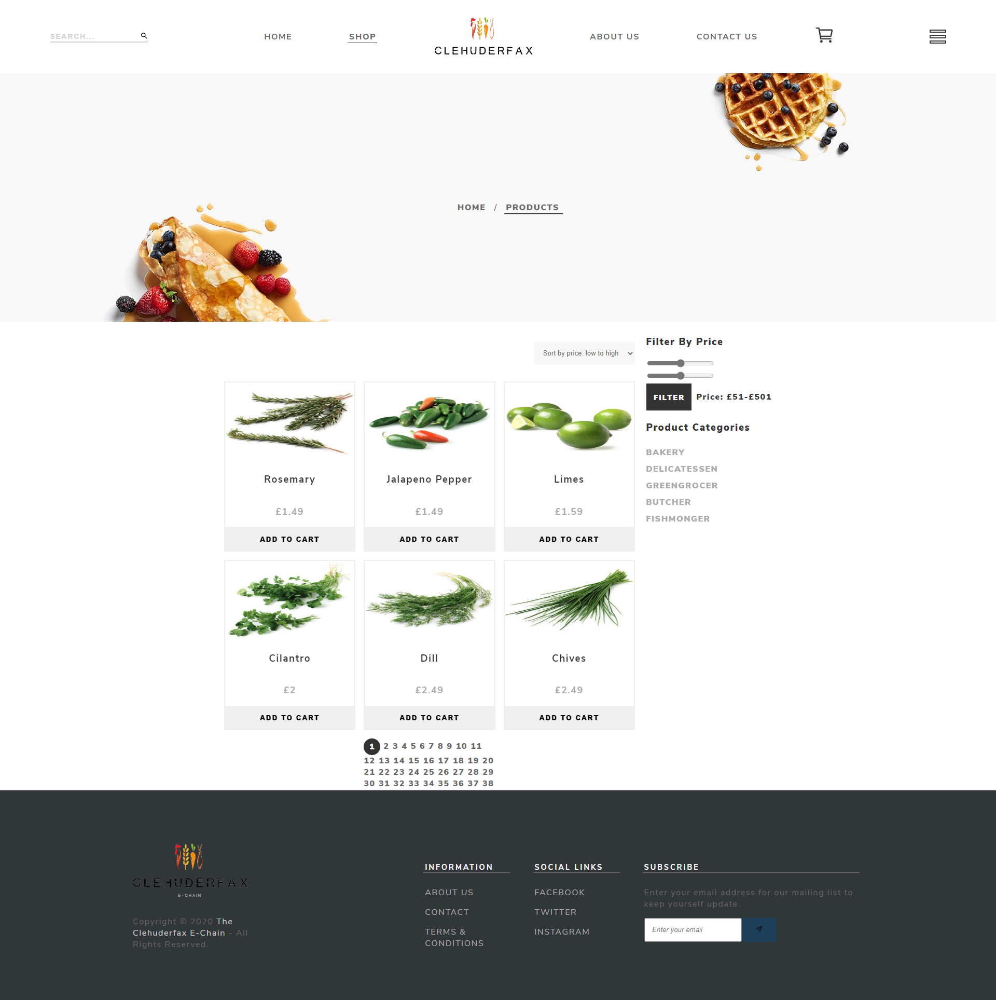 SEARCH...
HOME
SHOP
CLEHUDERFAX
ABOUT US
CONTACT US
HOME / PRODUCTS
Sort by price: low to high
Filter By Price
FILTER
Price: £51-£501
Product Categories
BAKERY
DELICATESSEN
GREENGROCER
BUTCHER
FISHMONGER
Rosemary
£1.49
ADD TO CART
Jalapeno Pepper
£1.49
ADD TO CART
Limes
£1.59
ADD TO CART
Cilantro
£2
ADD TO CART
Dill
£2.49
ADD TO CART
Chives
£2.49
ADD TO CART
1 2 3 4 5 6 7 8 9 10 11
12 13 14 15 16 17 18 19 20
21 22 23 24 25 26 27 28 29
30 31 32 33 34 35 36 37 38
CLEHUDERFAX
E-CHAIN
Copyright © 2020 The
Clehuderfax E-Chain - All
Rights Reserved.
INFORMATION
ABOUT US
CONTACT
TERMS &
CONDITIONS
SOCIAL LINKS
FACEBOOK
TWITTER
INSTAGRAM
SUBSCRIBE
Enter your email address for our mailing list to
keep yourself update.
Enter your email